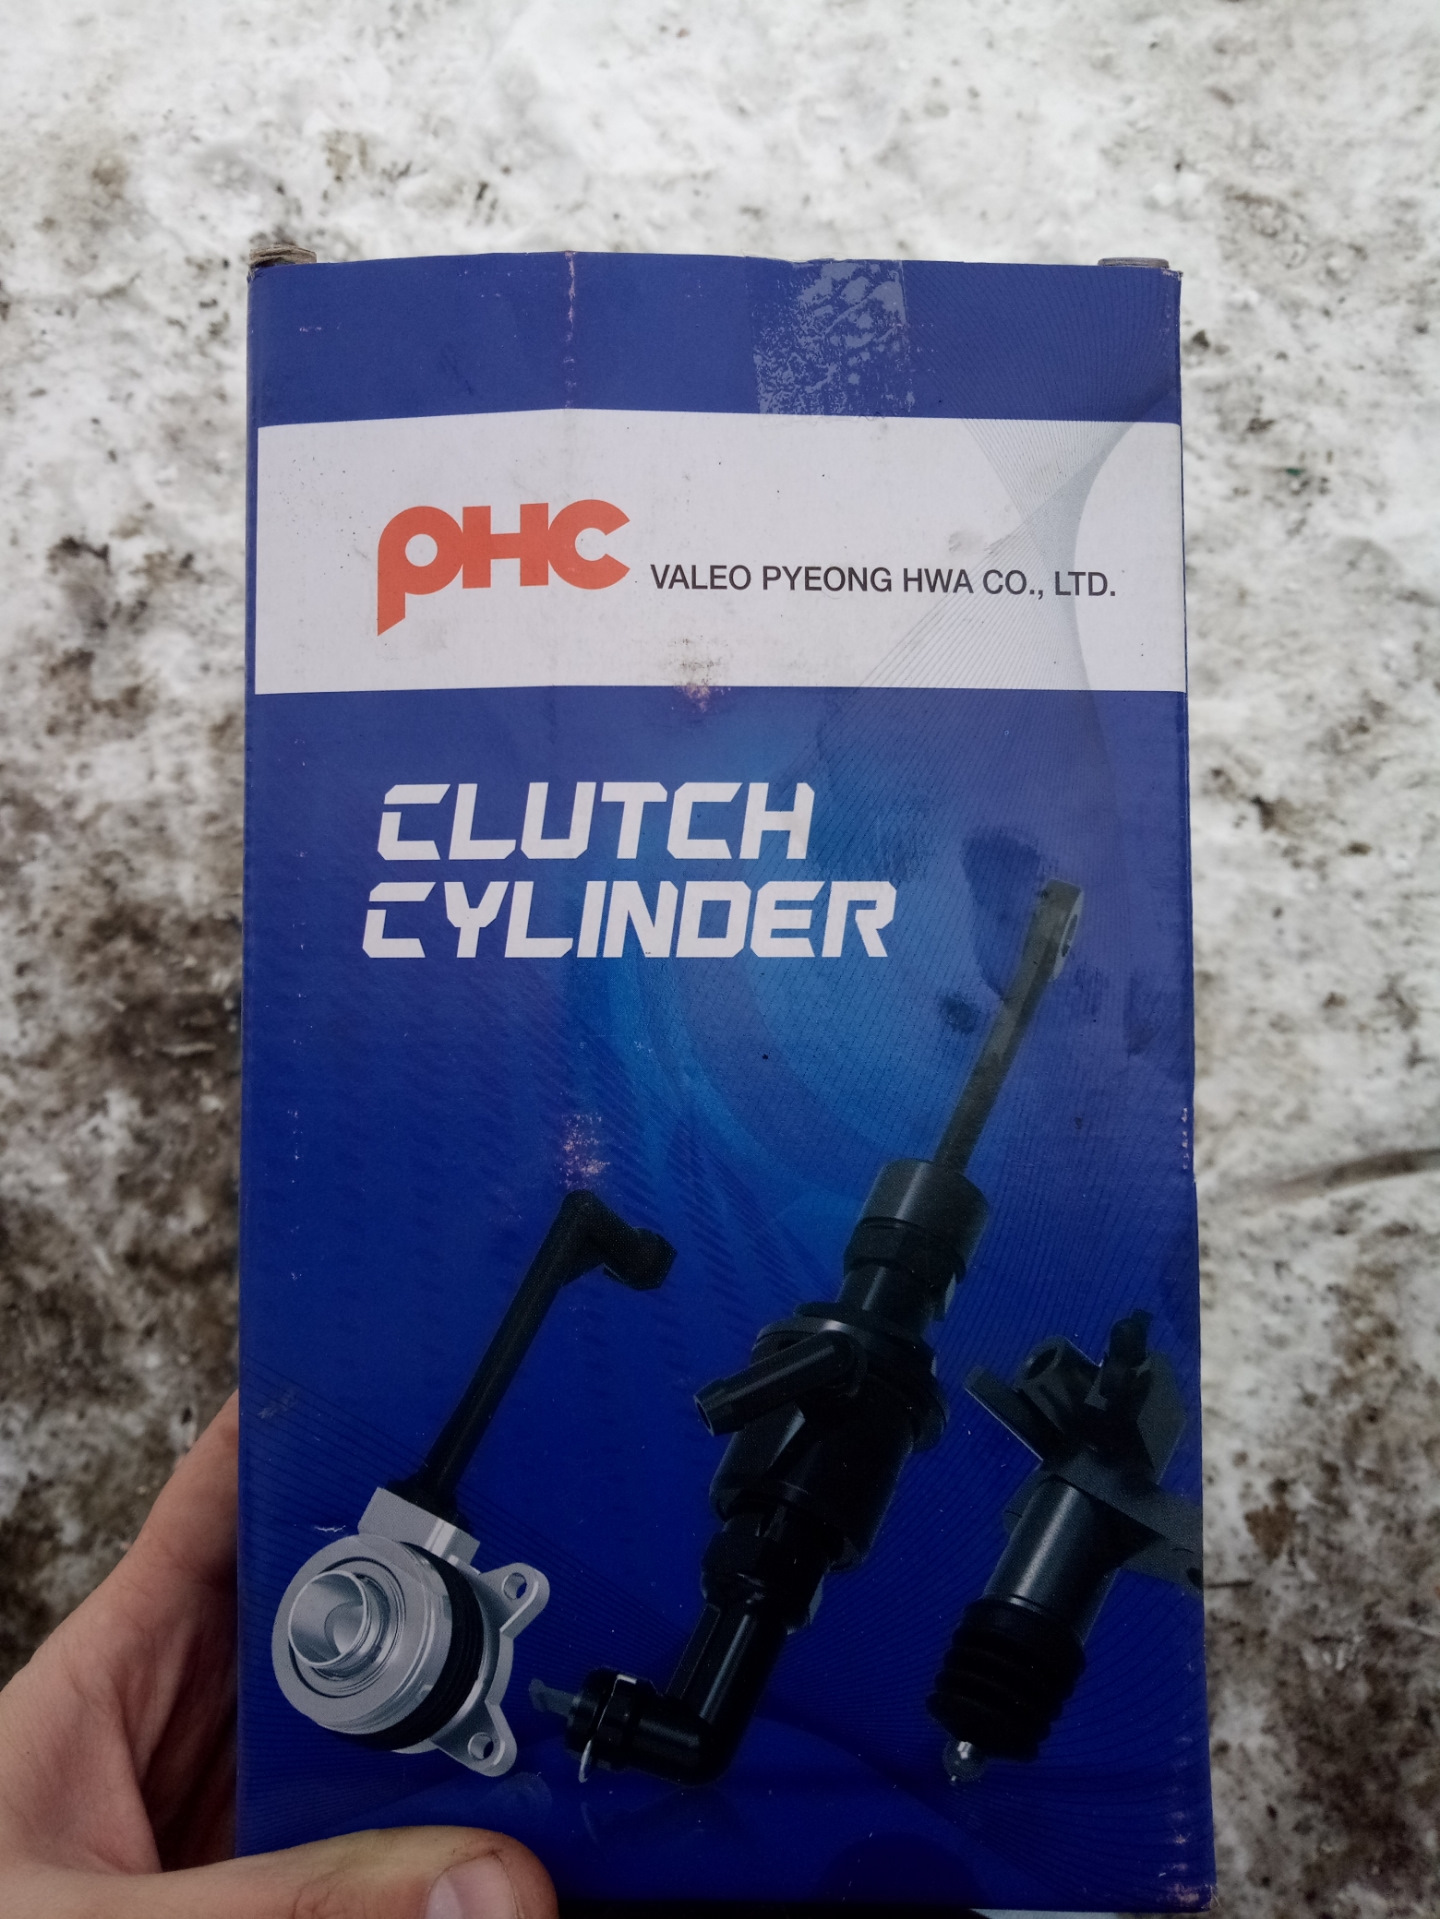 PHC VALEO PYEONG HWA CO., LTD.
CLUTCH
CYLINDER